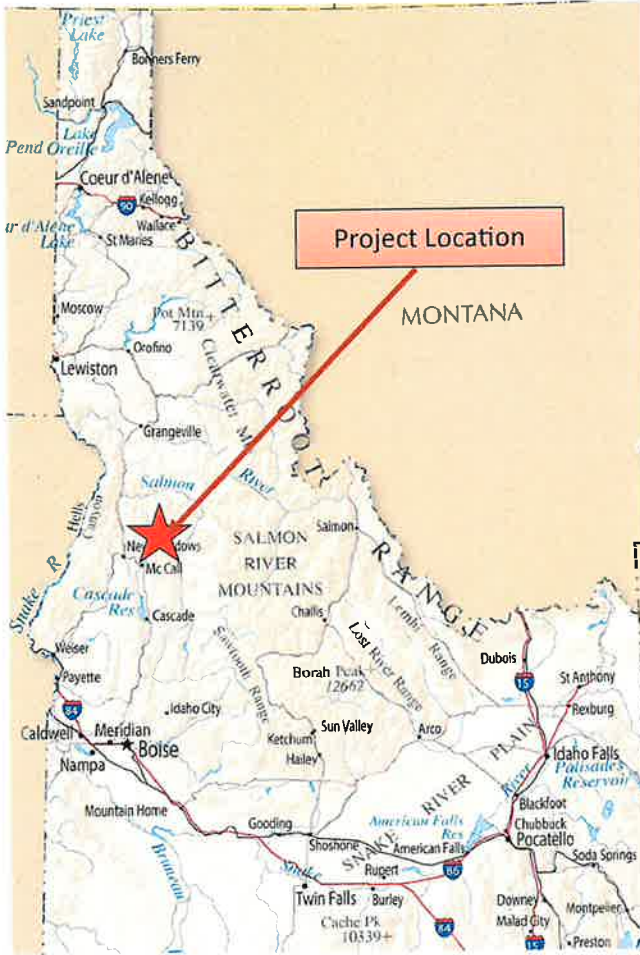 Priest
Lake
Bonners Ferry
Sandpoint
Lake
Pend Oreille
Coeur d'Alene
90
Kellogg
Wallace
ur d'Alene
Lake
St Maries
BITTERROOT
Project Location
MONTANA
Moscow
Pot Mtn
7139
Orofino
Clearwater
Lewiston
Grangeville
Salmon
River
Hells
Canyon
Salmon
SALMON
RIVER
MOUNTAINS
RANGE
Mc Call
Snake R
Cascade
Res
Cascade
Challis
Lemhi Range
Lost River Range
Sawtooth Range
Weiser
Payette
Dubois
15
St Anthony
Rexburg
Borah Peak
12662
84
Idaho City
Sun Valley
Caldwell
Meridian
Boise
Nampa
Ketchum
Hailey
Arco
Idaho Falls
Palisades
Reservoir
SNAKE RIVER PLAIN
River
Blackfoot
Mountain Home
Gooding
American Falls
Res
Chubbuck
Pocatello
Shoshone
American Falls
Soda Springs
Bruneau
Snake
Rupert
86
Twin Falls
Burley
Downey
Montpelier
Cache Pk
10339
84
Malad City
15
Preston